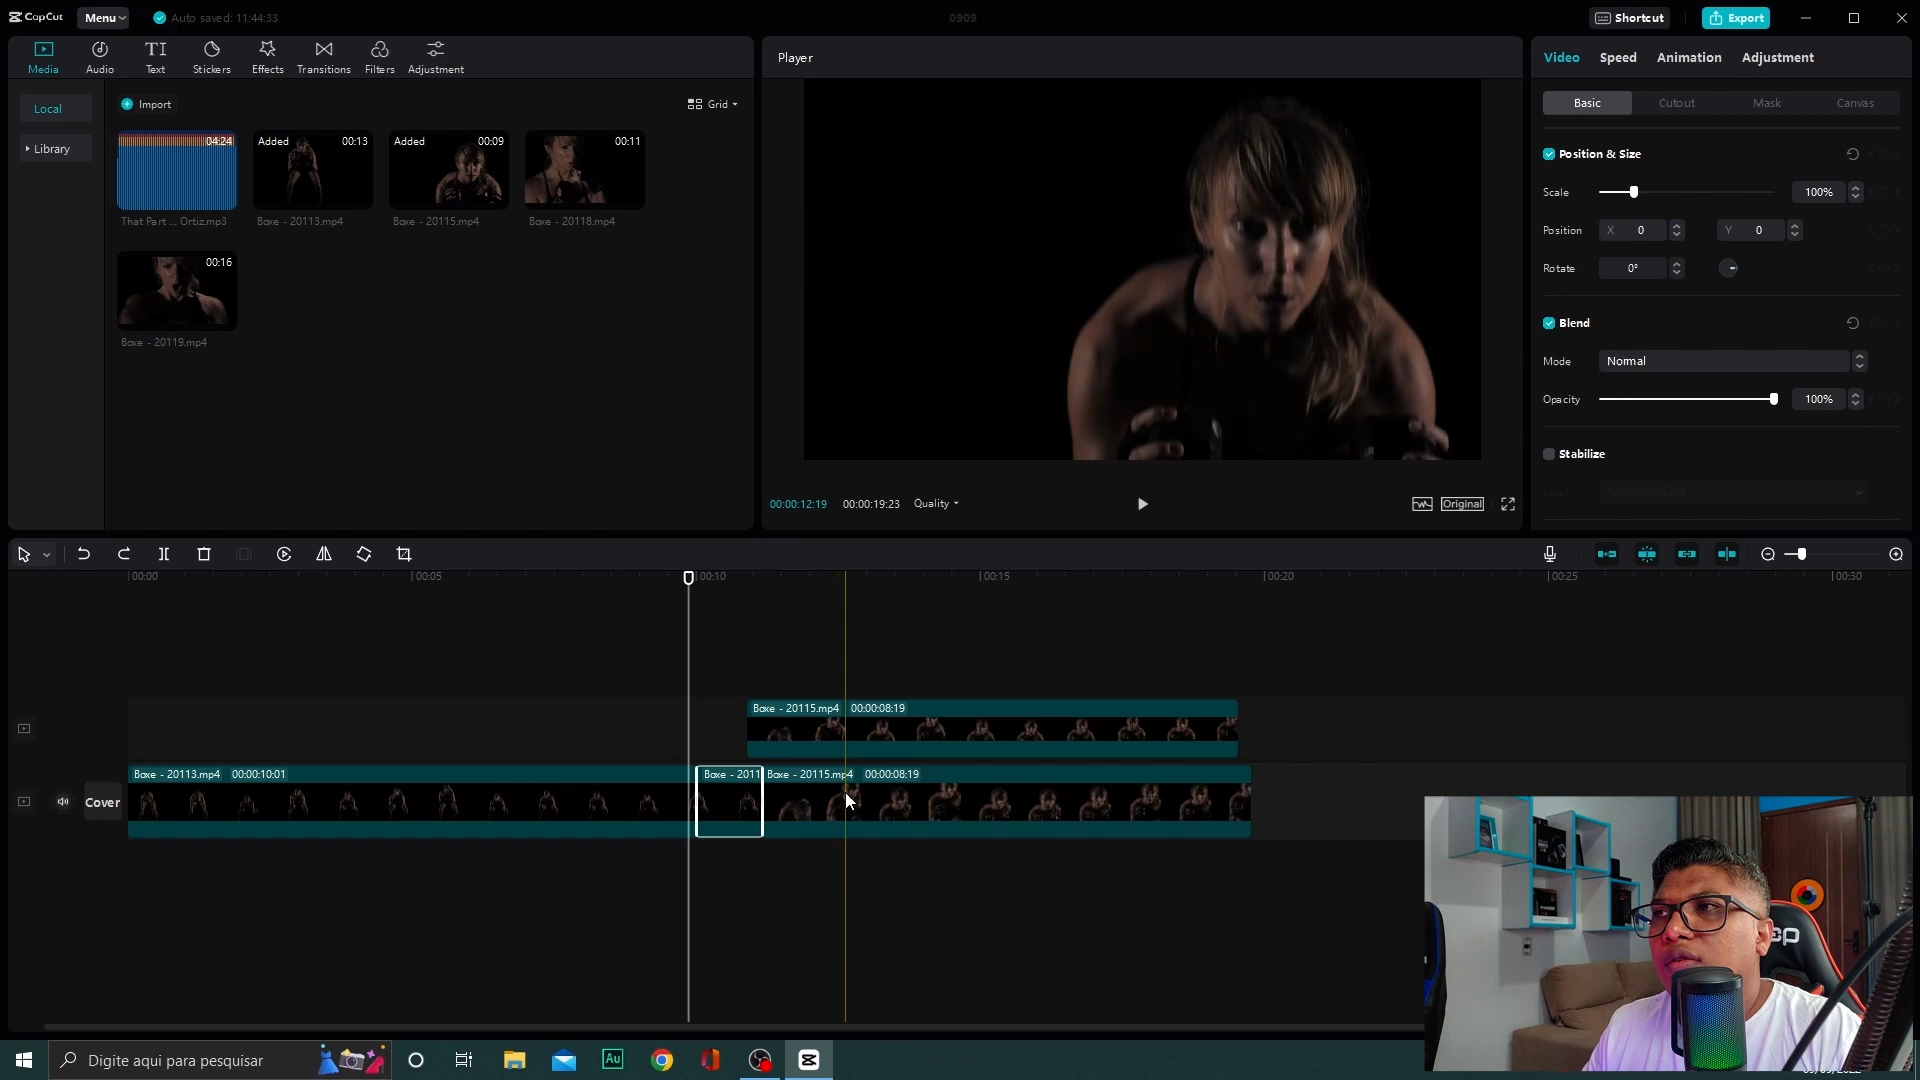 CapCut
Menu
Auto saved: 11:44:33
0909
Shortcut
Export
Media
Audio
Text
Stickers
Effects
Transitions
Filters
Adjustment
Player
Video
Speed
Animation
Adjustment
Local
Library
Import
Grid
04:24
Added
00:13
Added
00:09
00:11
That Part ... Ortiz.mp3
Boxe - 20113.mp4
Boxe - 20115.mp4
Boxe - 20118.mp4
00:16
Boxe - 20119.mp4
Basic
Cutout
Mask
Canvas
Position & Size
Scale
100%
Position
X
0
Y
0
Rotate
0°
Blend
Mode
Normal
Opacity
100%
Stabilize
Recommended
00:00:12:19
00:00:19:23
Quality
Original
00:00
00:05
00:10
00:15
00:20
00:25
00:30
Boxe - 20115.mp4
00:00:08:19
Boxe - 20113.mp4
00:00:10:01
Boxe - 2011
Boxe - 20115.mp4
00:00:08:19
Cover
Digite aqui para pesquisar
Au